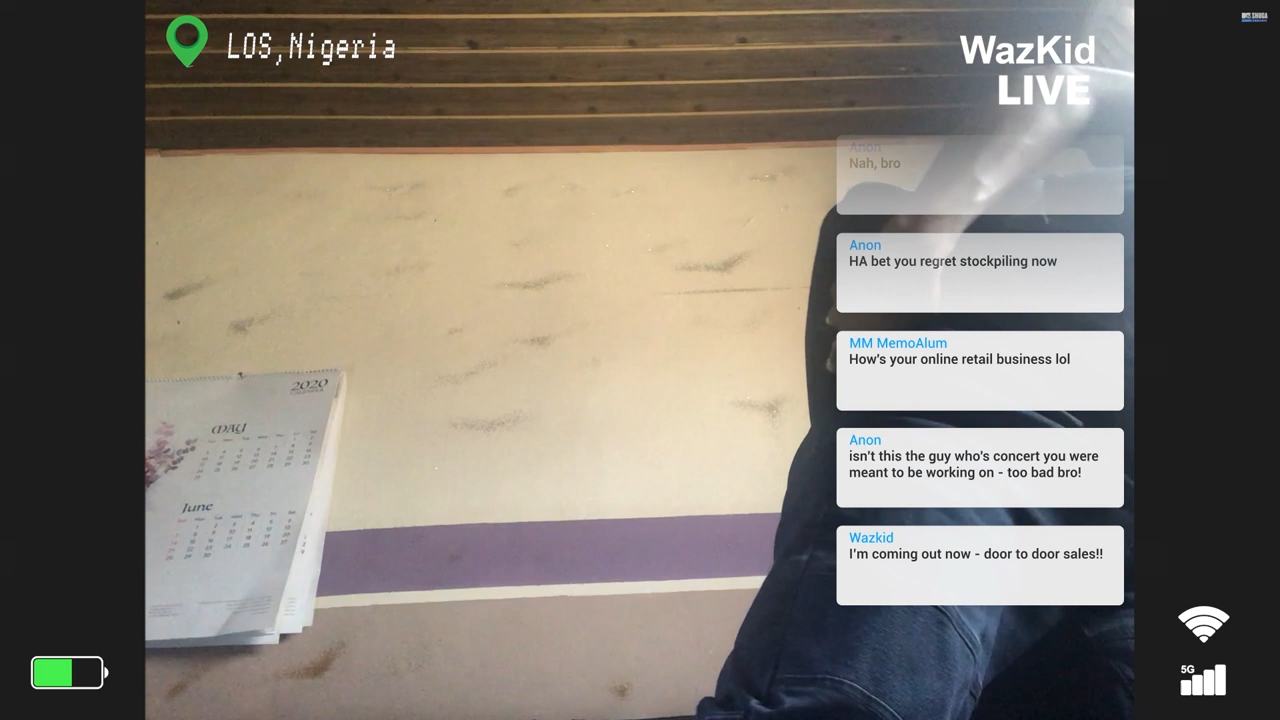 LOS,Nigeria
WazKid
LIVE
Anon
Nah, bro
Anon
HA bet you regret stockpiling now
MM MemoAlum
How's your online retail business lol
Anon
isn't this the guy who's concert you were
meant to be working on - too bad bro!
Wazkid
I'm coming out now - door to door sales!!
2020
MAY
June
5G